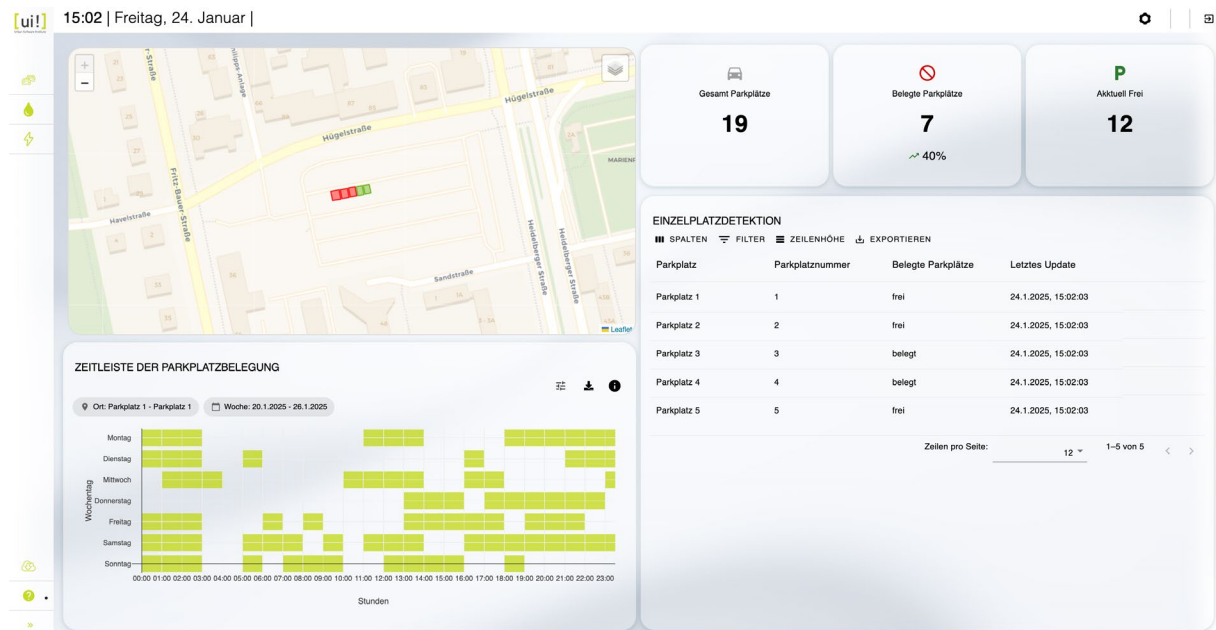 [ui!]
15:02 | Freitag, 24. Januar |
+
−
Fritz-Bauer-Straße
Hügelstraße
Hügelstraße
Havelstraße
Sandstraße
Heidelberger Straße
Heidelberger Straße
Leaflet
Gesamt Parkplätze
19
Belegte Parkplätze
7
40%
P
Akktuell Frei
12
EINZELPLATZDETEKTION
SPALTEN FILTER ZEILENHÖHE EXPORTIEREN
Parkplatz Parkplatznummer Belegte Parkplätze Letztes Update
Parkplatz 1 1 frei 24.1.2025, 15:02:03
Parkplatz 2 2 frei 24.1.2025, 15:02:03
Parkplatz 3 3 belegt 24.1.2025, 15:02:03
Parkplatz 4 4 belegt 24.1.2025, 15:02:03
Parkplatz 5 5 frei 24.1.2025, 15:02:03
Zeilen pro Seite: 12 1–5 von 5
ZEITLEISTE DER PARKPLATZBELEGUNG
Ort: Parkplatz 1 - Parkplatz 1 Woche: 20.1.2025 - 26.1.2025
Wochentag
Montag
Dienstag
Mittwoch
Donnerstag
Freitag
Samstag
Sonntag
00:00 01:00 02:00 03:00 04:00 05:00 06:00 07:00 08:00 09:00 10:00 11:00 12:00 13:00 14:00 15:00 16:00 17:00 18:00 19:00 20:00 21:00 22:00 23:00
Stunden